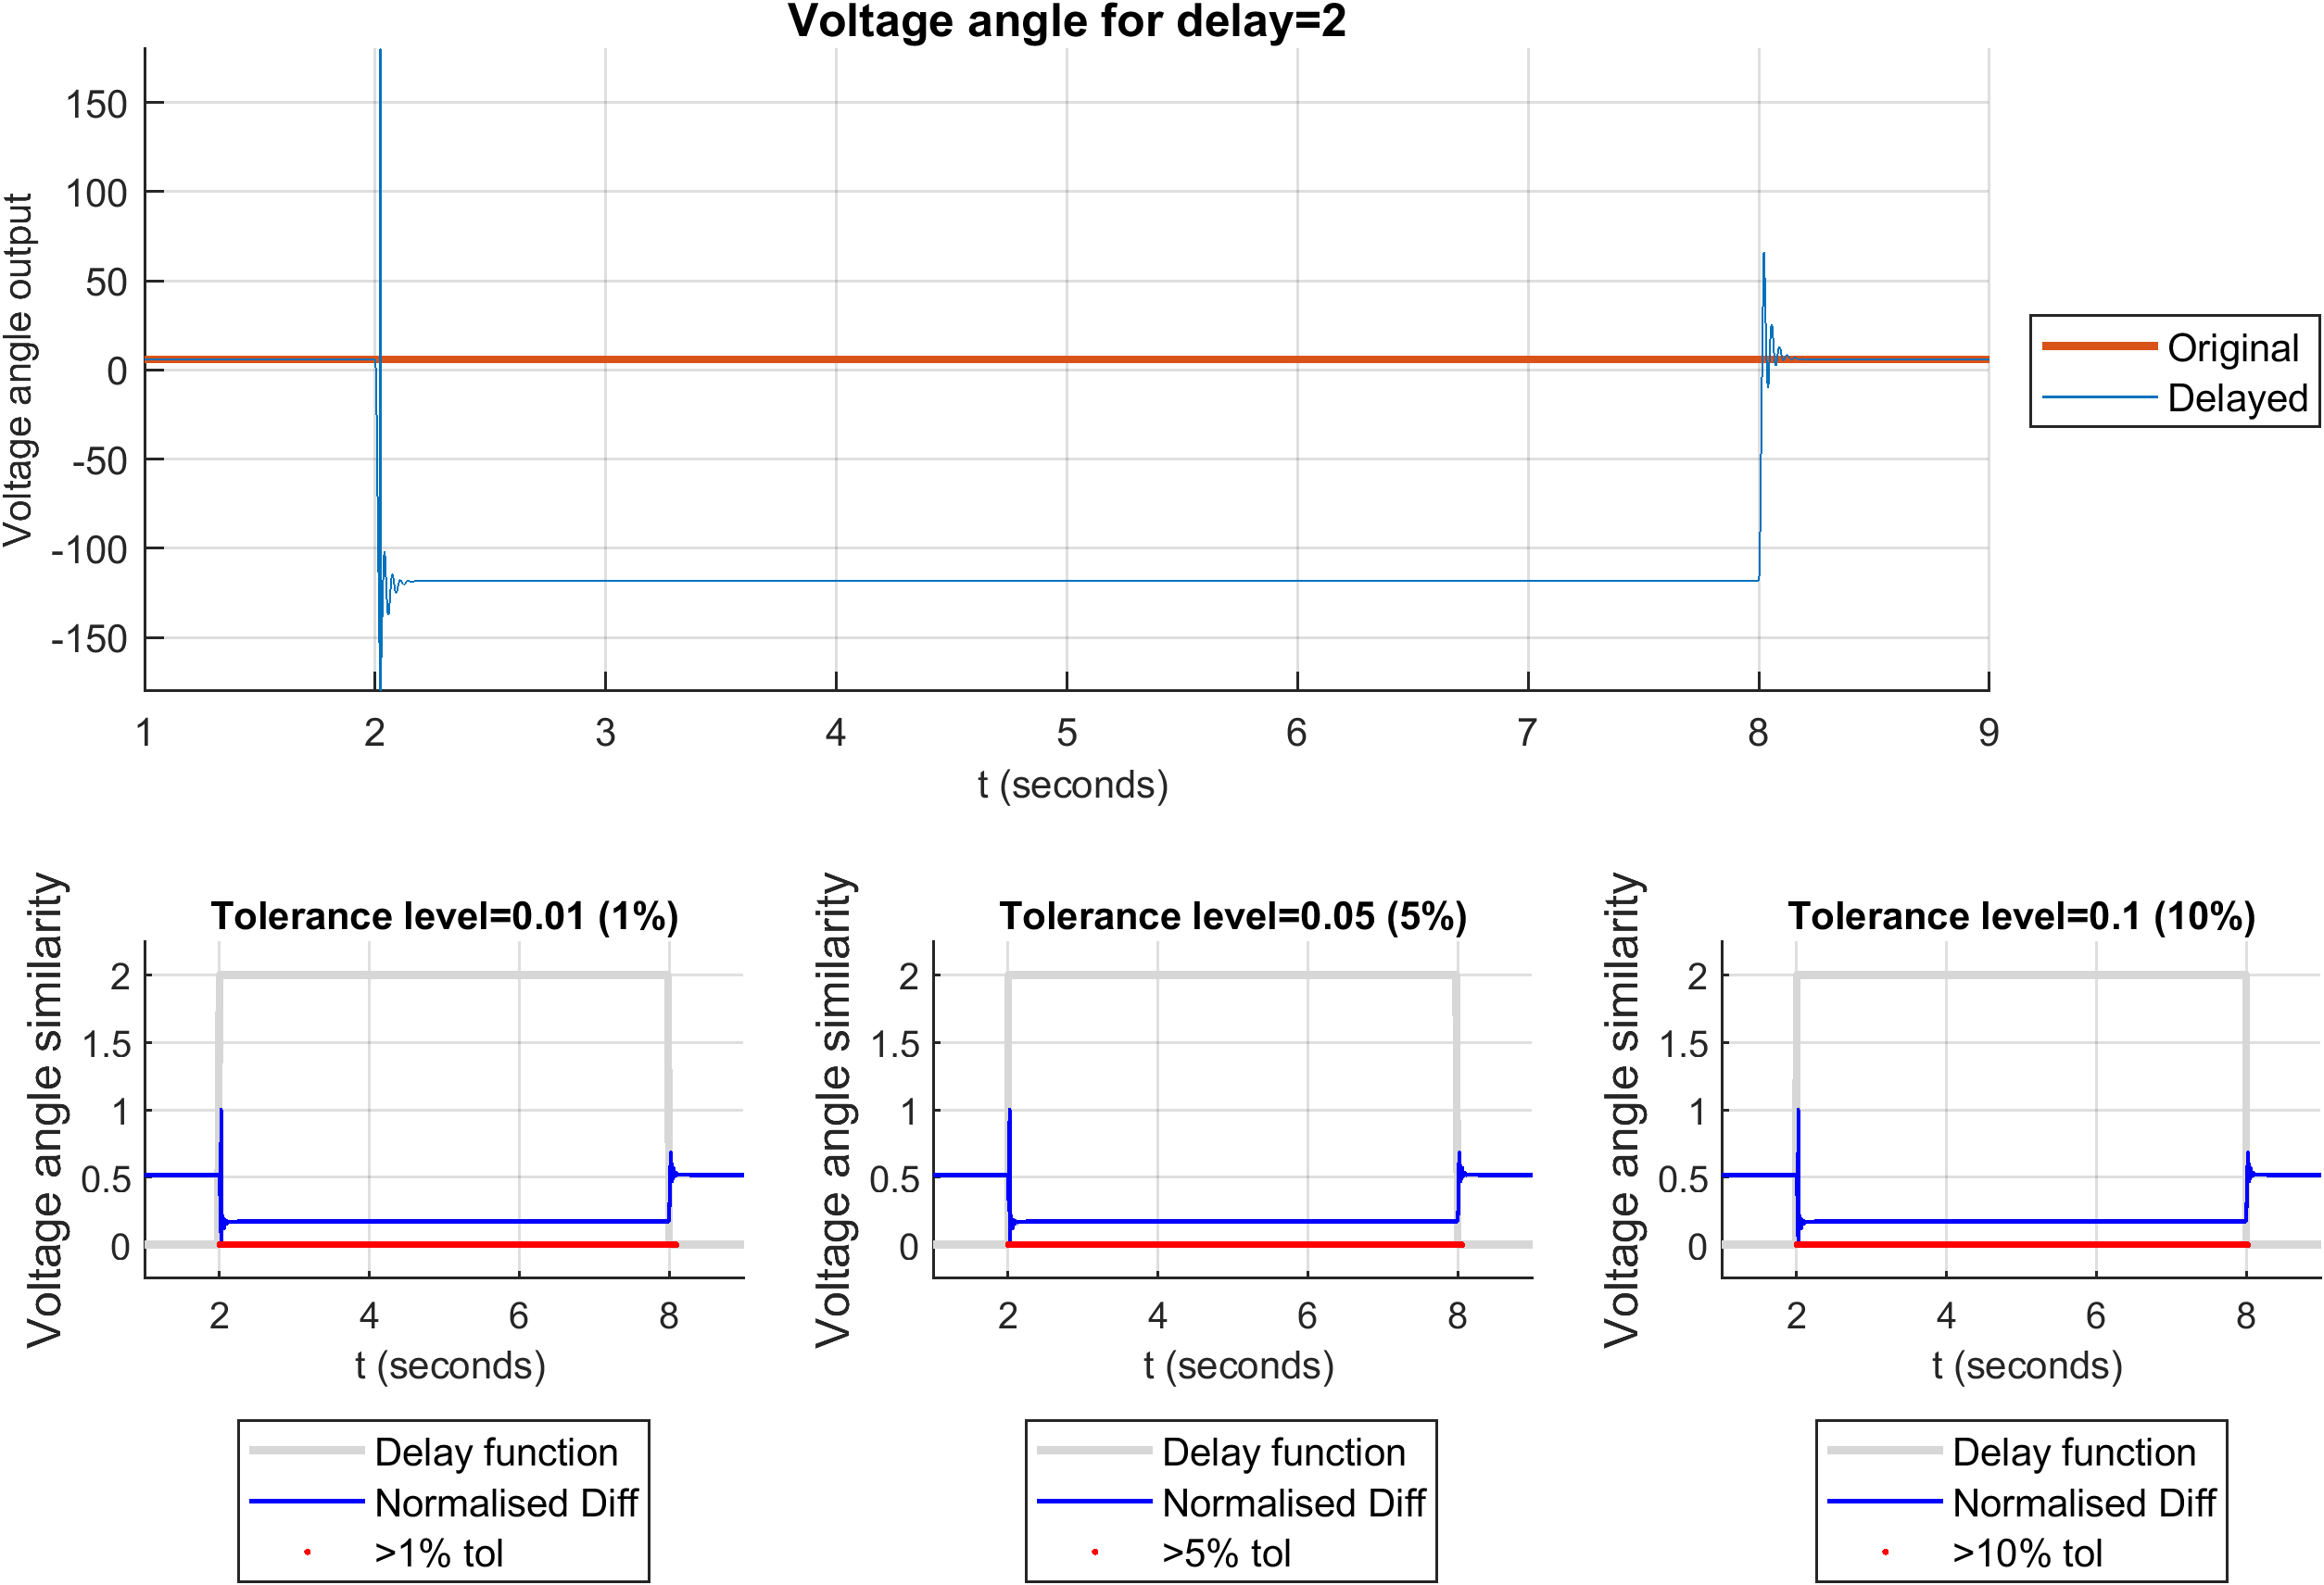 Voltage angle for delay=2
Voltage angle output
150
100
50
0
-50
-100
-150
1 2 3 4 5 6 7 8 9
t (seconds)
Original
Delayed
Tolerance level=0.01 (1%)
Voltage angle similarity
2
1.5
1
0.5
0
2 4 6 8
t (seconds)
Delay function
Normalised Diff
>1% tol
Tolerance level=0.05 (5%)
Voltage angle similarity
2
1.5
1
0.5
0
2 4 6 8
t (seconds)
Delay function
Normalised Diff
>5% tol
Tolerance level=0.1 (10%)
Voltage angle similarity
2
1.5
1
0.5
0
2 4 6 8
t (seconds)
Delay function
Normalised Diff
>10% tol